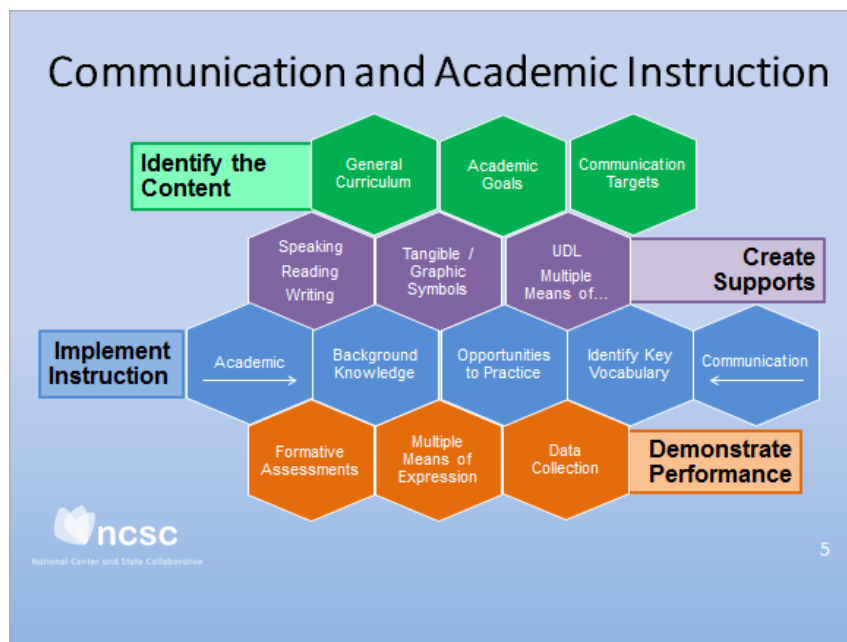 Communication and Academic Instruction
Identify the
Content
General
Curriculum
Academic
Goals
Communication
Targets
Speaking
Reading
Writing
Tangible /
Graphic
Symbols
UDL
Multiple
Means of...
Create
Supports
Implement
Instruction
Academic
Background
Knowledge
Opportunities
to Practice
Identify Key
Vocabulary
Communication
Formative
Assessments
Multiple
Means of
Expression
Data
Collection
Demonstrate
Performance
ncsc
National Center and State Collaborative
5